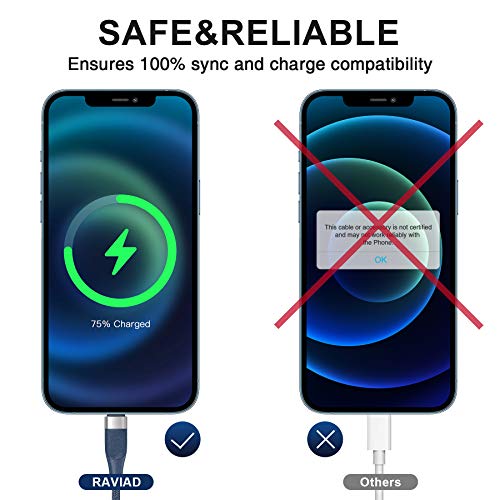 SAFE&RELIABLE
Ensures 100% sync and charge compatibility
75% Charged
This cable or accessory is not certified
and may not work reliably with
the Phone...
OK
RAVIAD
Others